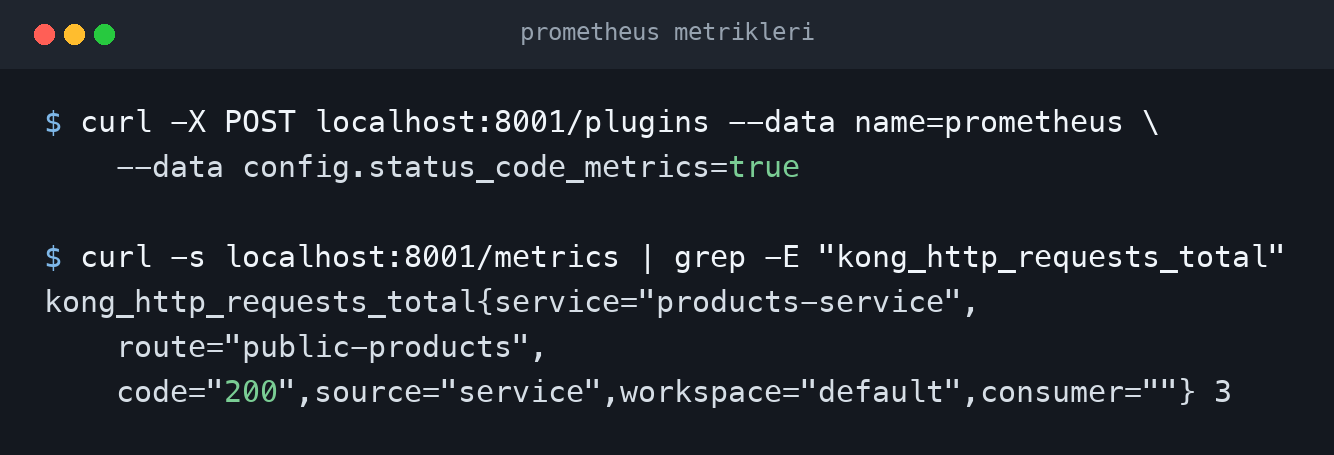 prometheus metrikleri
$ curl -X POST localhost:8001/plugins --data name=prometheus \
--data config.status_code_metrics=true
$ curl -s localhost:8001/metrics | grep -E "kong_http_requests_total"
kong_http_requests_total{service="products-service",
route="public-products",
code="200",source="service",workspace="default",consumer=""} 3